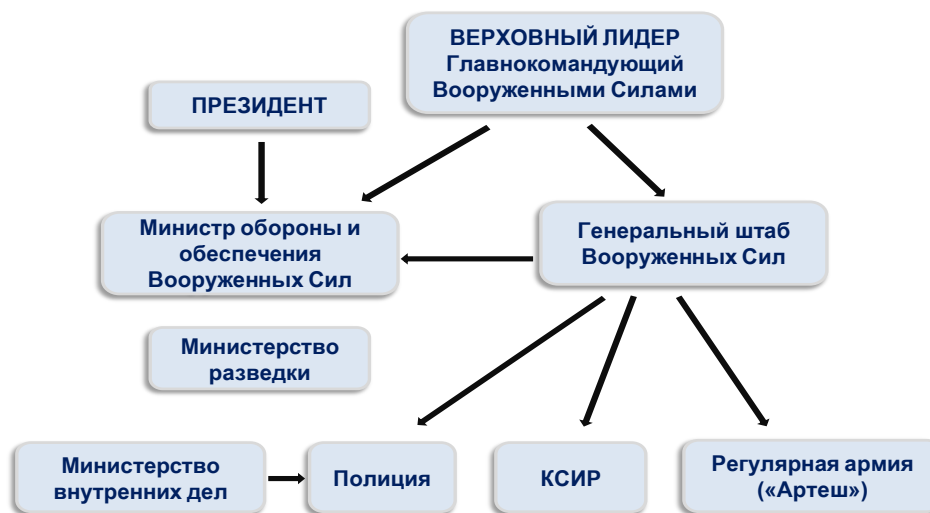 ВЕРХОВНЫЙ ЛИДЕР
Главнокомандующий
Вооруженными Силами
ПРЕЗИДЕНТ
Министр обороны и
обеспечения
Вооруженных Сил
Генеральный штаб
Вооруженных Сил
Министерство
разведки
Министерство
внутренних дел
Полиция
КСИР
Регулярная армия
(«Артеш»)